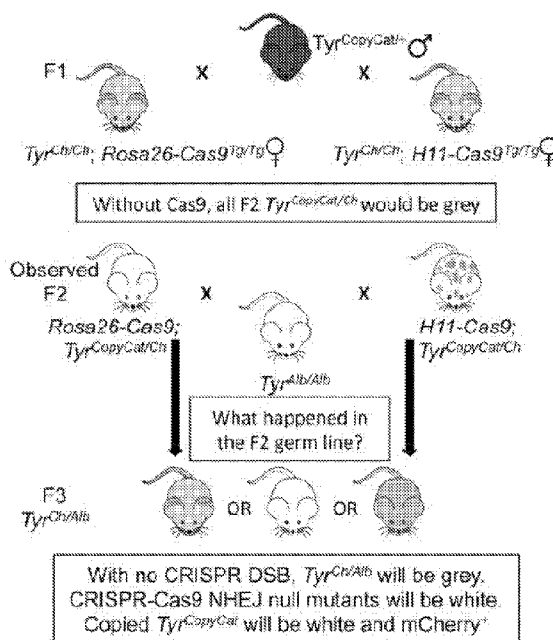 Tyr^CopyCat/+ ♂
F1 X X
Tyr^Ch/Ch; Rosa26-Cas9^Tg/Tg ♀ Tyr^Ch/Ch; H11-Cas9^Tg/Tg ♀
Without Cas9, all F2 Tyr^CopyCat/Ch would be grey
Observed
F2 X X
Rosa26-Cas9; H11-Cas9;
Tyr^CopyCat/Ch Tyr^CopyCat/Ch
Tyr^Alb/Alb
What happened in
the F2 germ line?
F3
Tyr^Ch/Alb OR OR
With no CRISPR DSB, Tyr^Ch/Alb will be grey.
CRISPR-Cas9 NHEJ null mutants will be white.
Copied Tyr^CopyCat will be white and mCherry^+